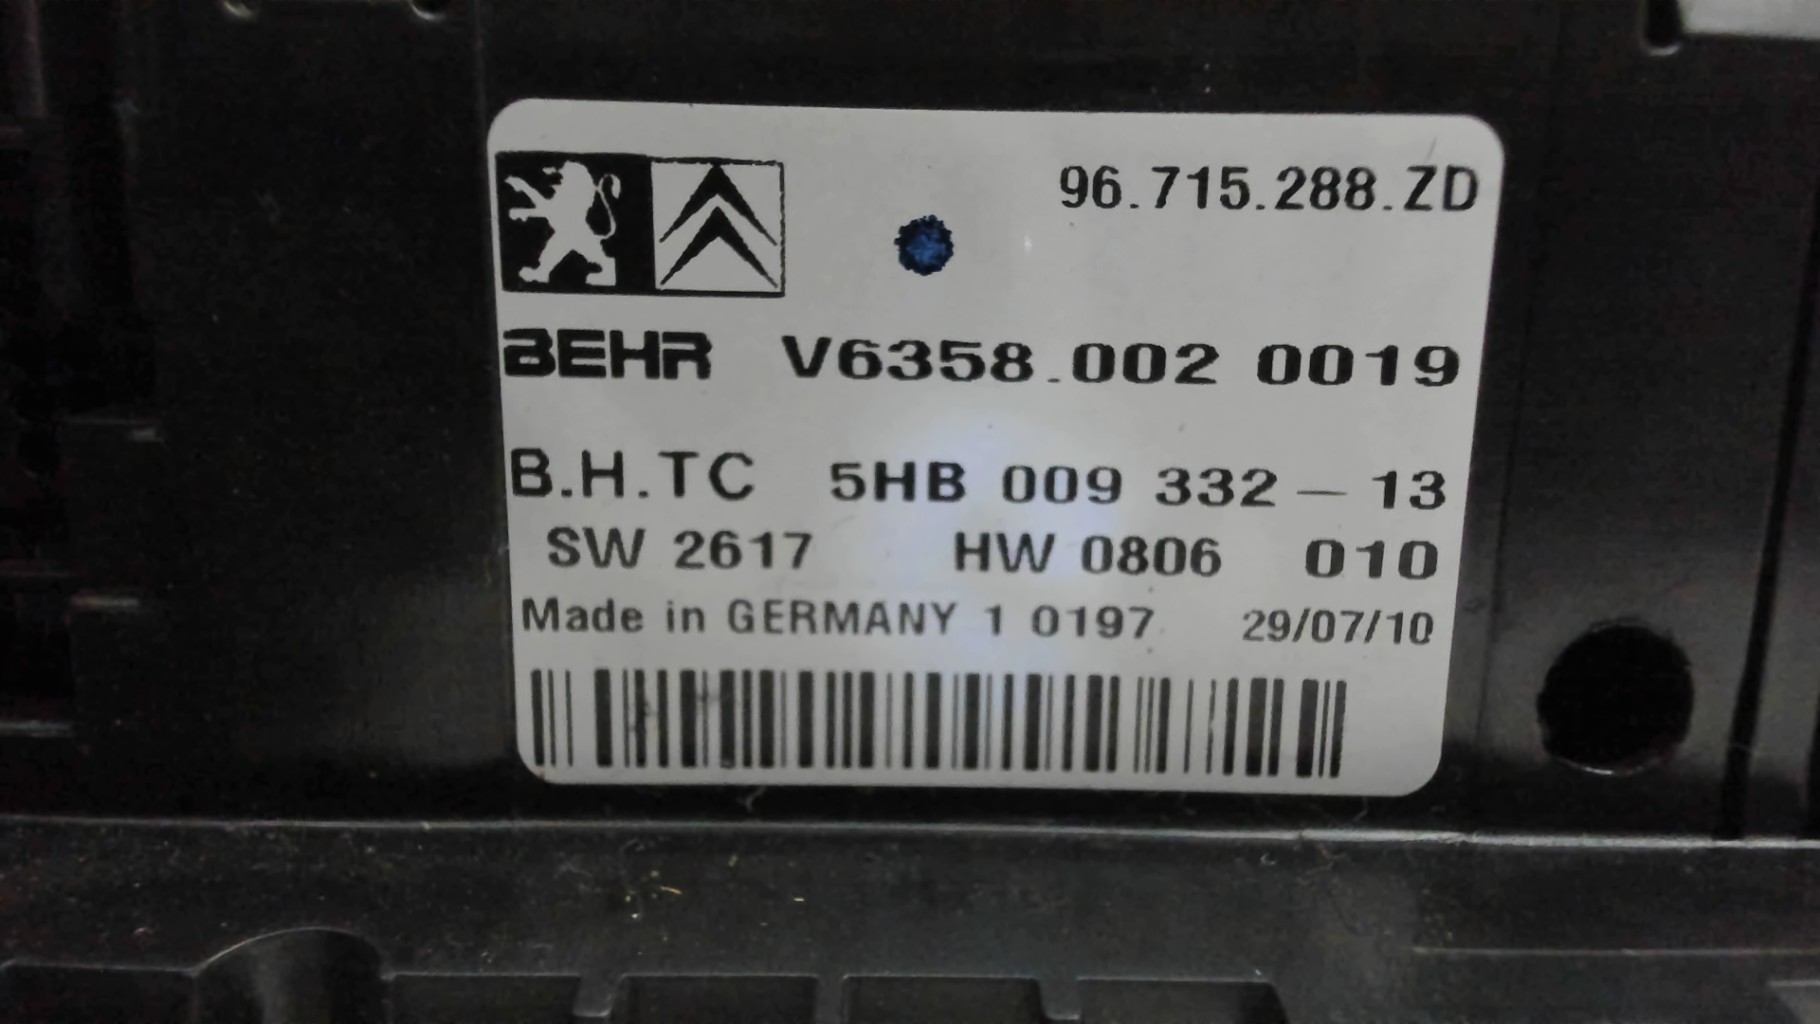 96.715.288.ZD
BEHR V6358.002 0019
B.H.TC 5HB 009 332 – 13
SW 2617 HW 0806 010
Made in GERMANY 1 0197 29/07/10